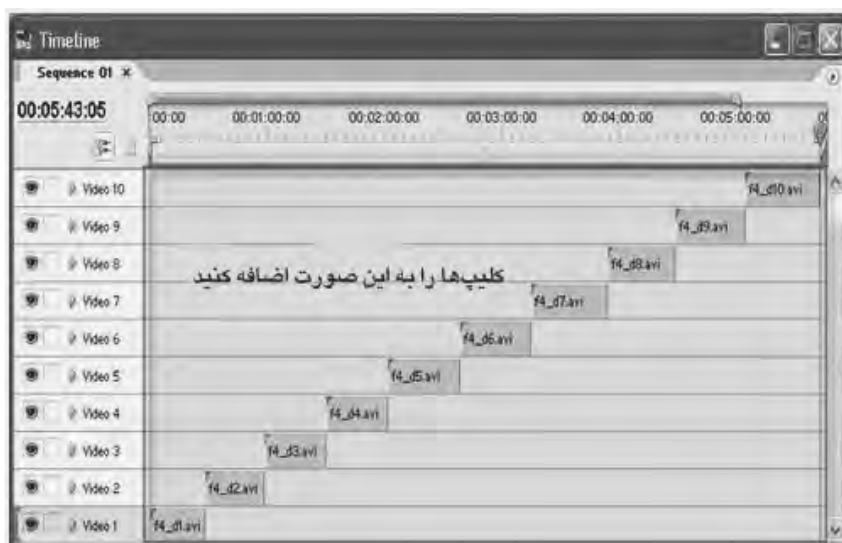 Timeline
Sequence 01 ×
00:05:43:05
00:00 00:01:00:00 00:02:00:00 00:03:00:00 00:04:00:00 00:05:00:00
Video 10 f4_d10.avi
Video 9 f4_d9.avi
Video 8 f4_d8.avi
کلیپ‌ها را به این صورت اضافه کنید
Video 7 f4_d7.avi
Video 6 f4_d6.avi
Video 5 f4_d5.avi
Video 4 f4_d4.avi
Video 3 f4_d3.avi
Video 2 f4_d2.avi
Video 1 f4_d1.avi